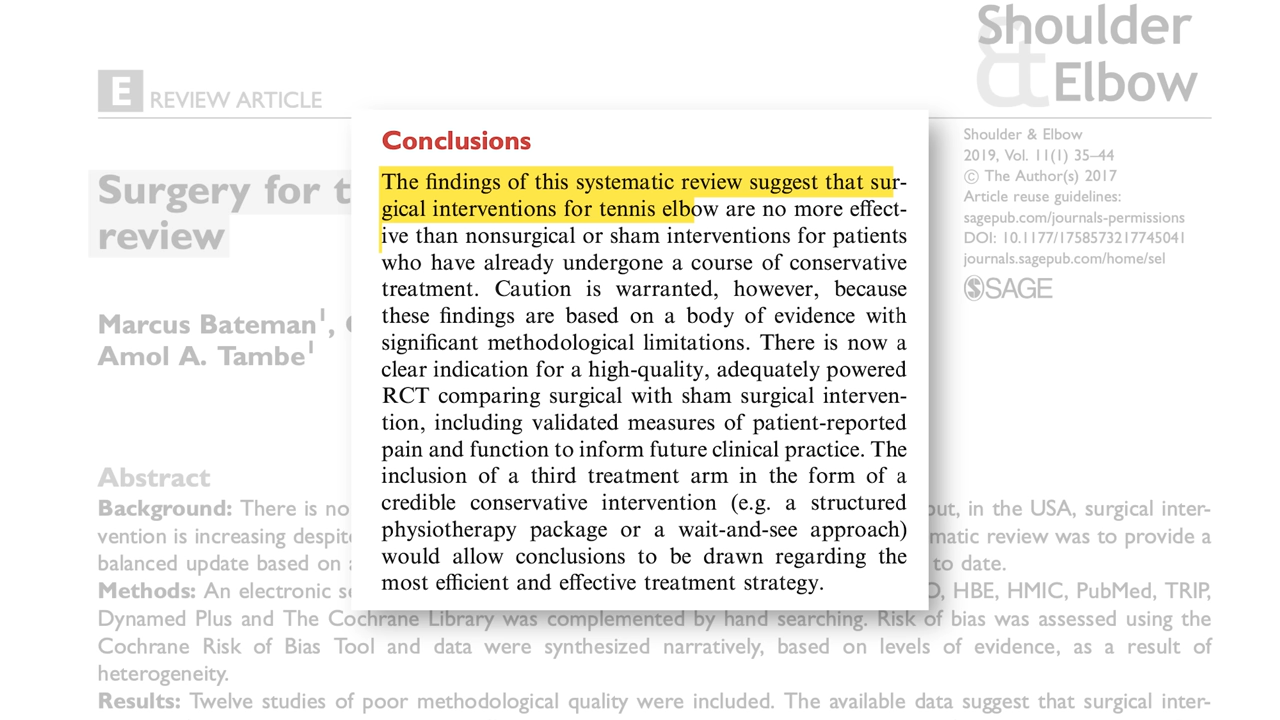 Shoulder
&
Elbow
E REVIEW ARTICLE
Shoulder & Elbow
2019, Vol. 11(1) 35–44
© The Author(s) 2017
Article reuse guidelines:
sagepub.com/journals-permissions
DOI: 10.1177/1758573217745041
journals.sagepub.com/home/sel
SAGE
Surgery for t
review
Marcus Bateman1,
Amol A. Tambe1
Conclusions
The findings of this systematic review suggest that sur-
gical interventions for tennis elbow are no more effect-
ive than nonsurgical or sham interventions for patients
who have already undergone a course of conservative
treatment. Caution is warranted, however, because
these findings are based on a body of evidence with
significant methodological limitations. There is now a
clear indication for a high-quality, adequately powered
RCT comparing surgical with sham surgical interven-
tion, including validated measures of patient-reported
pain and function to inform future clinical practice. The
inclusion of a third treatment arm in the form of a
credible conservative intervention (e.g. a structured
physiotherapy package or a wait-and-see approach)
would allow conclusions to be drawn regarding the
most efficient and effective treatment strategy.
Abstract
Background: There is no out, in the USA, surgical inter-
vention is increasing despite matic review was to provide a
balanced update based on to date.
Methods: An electronic se , HBE, HMIC, PubMed, TRIP,
Dynamed Plus and The Cochrane Library was complemented by hand searching. Risk of bias was assessed using the
Cochrane Risk of Bias Tool and data were synthesized narratively, based on levels of evidence, as a result of
heterogeneity.
Results: Twelve studies of poor methodological quality were included. The available data suggest that surgical inter-